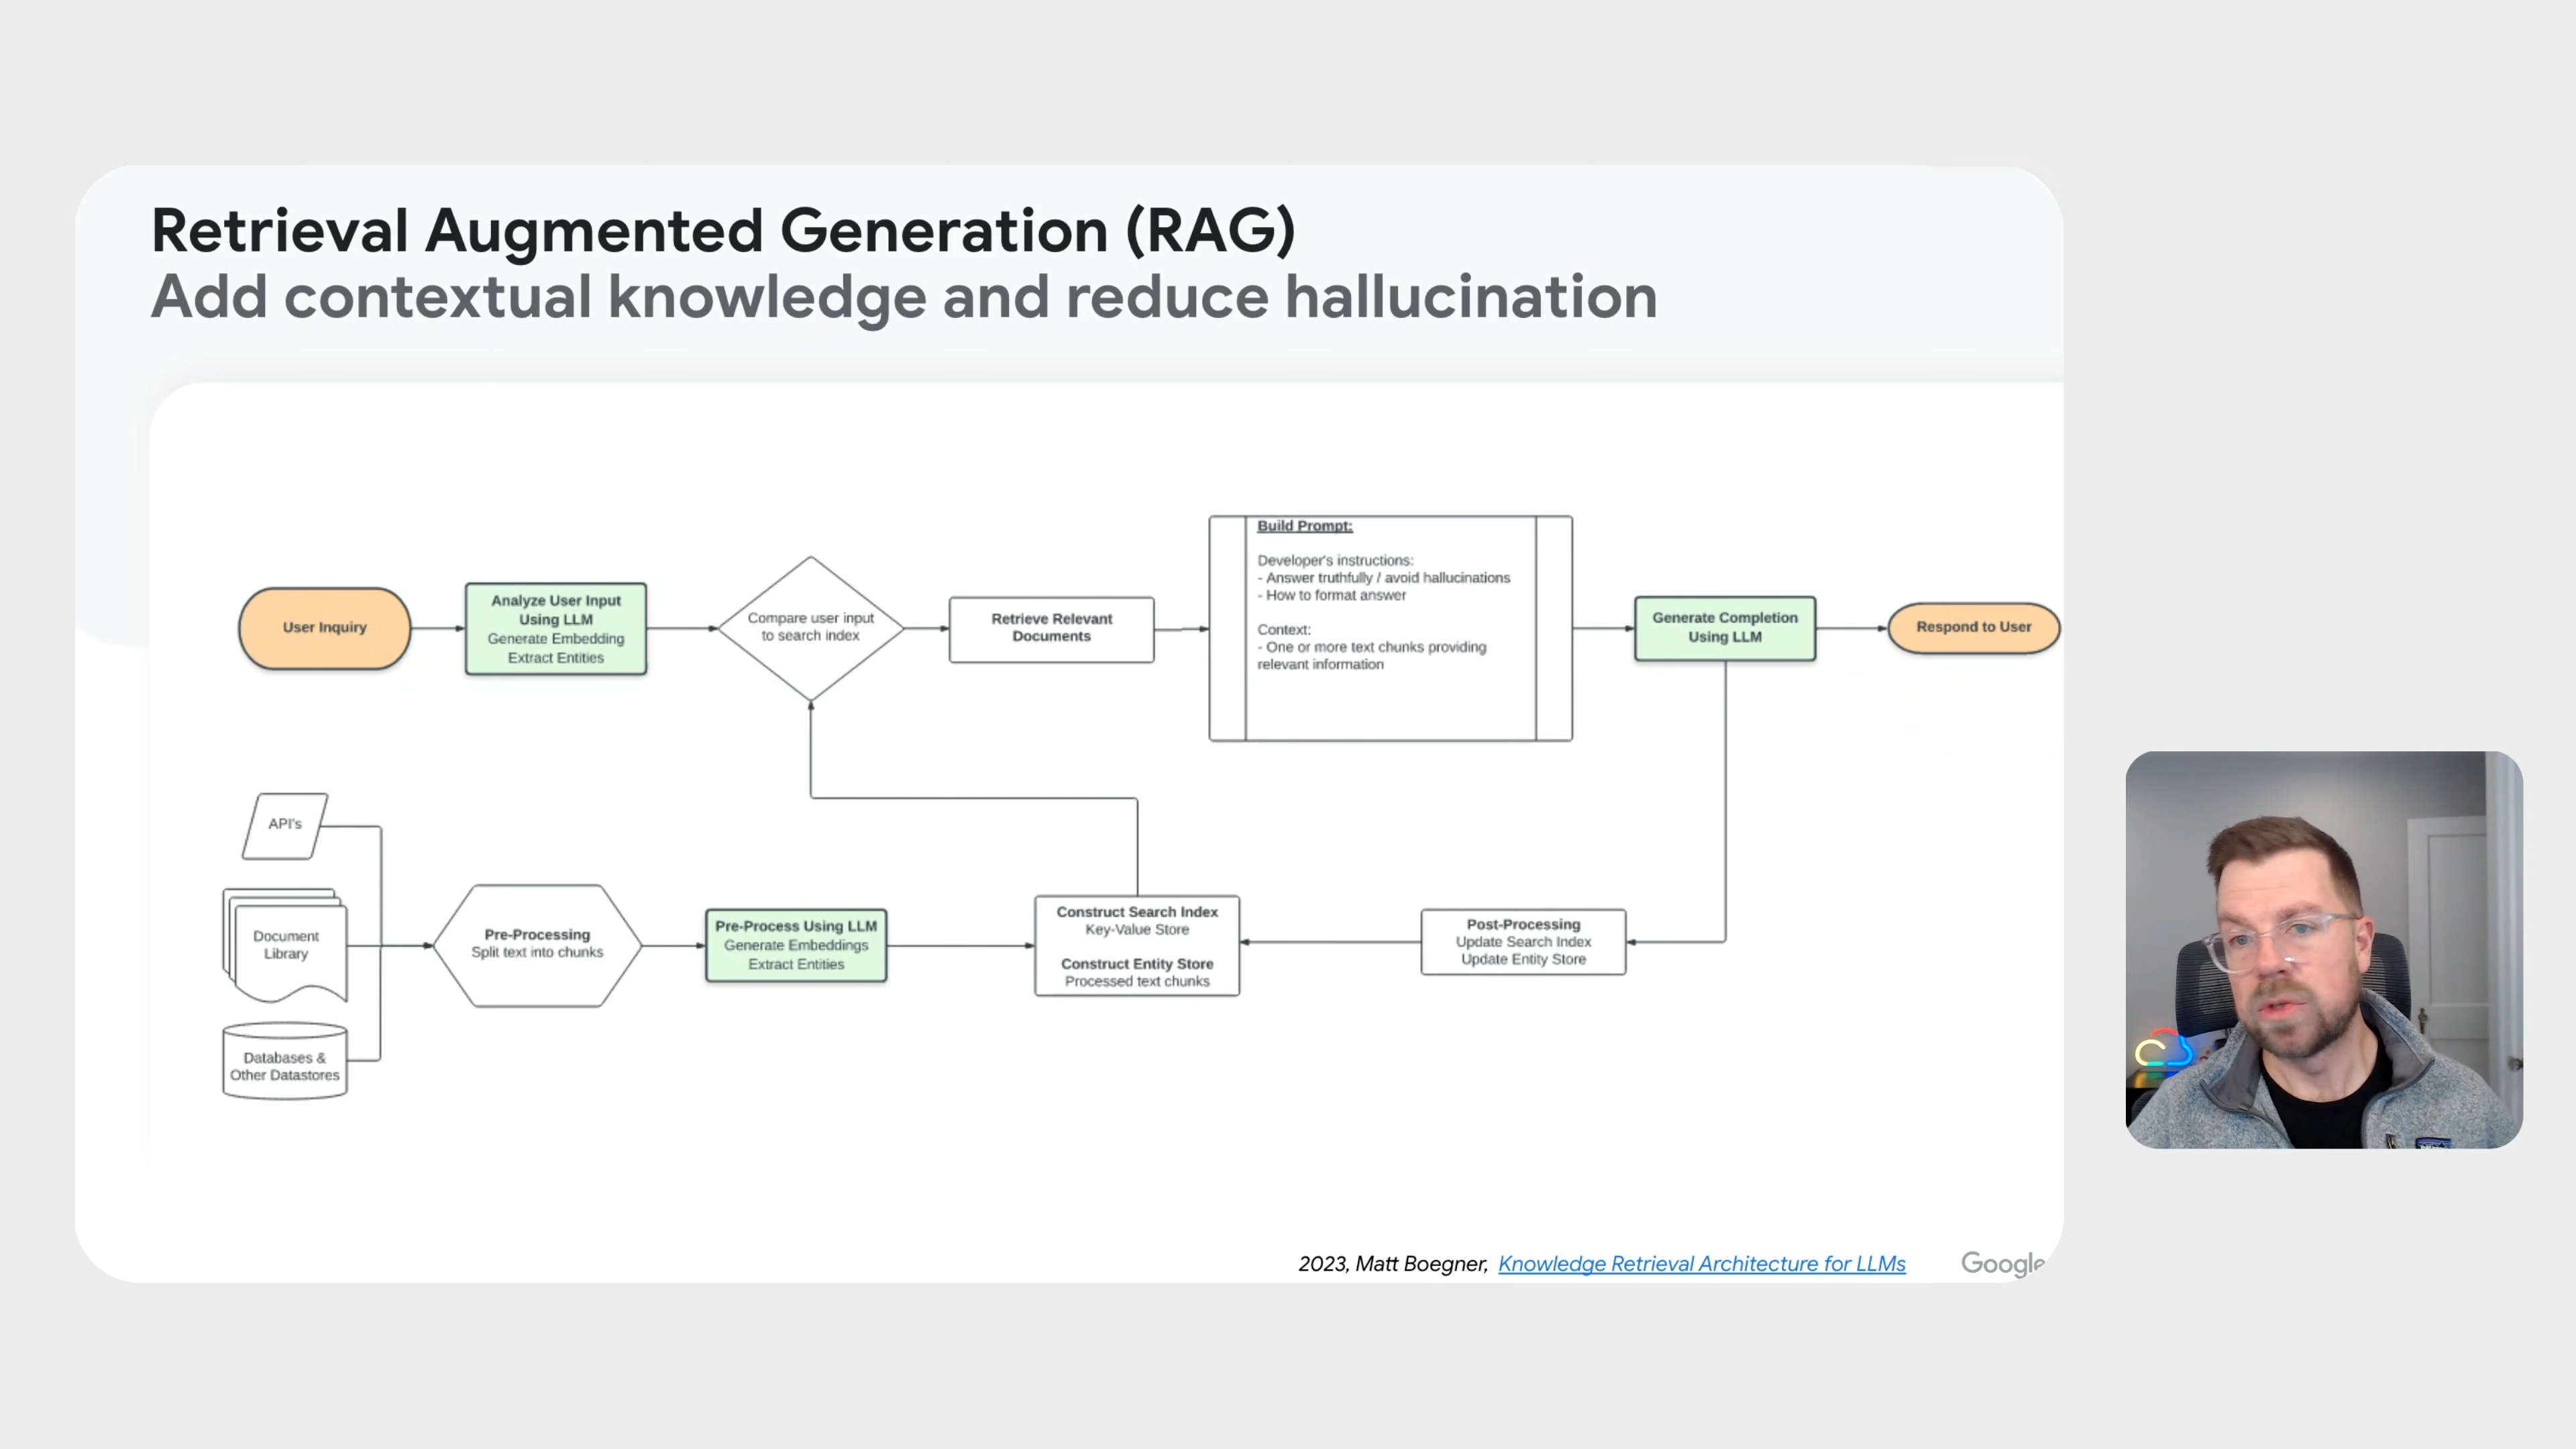 Retrieval Augmented Generation (RAG)
Add contextual knowledge and reduce hallucination
User Inquiry
Analyze User Input
Using LLM
Generate Embedding
Extract Entities
Compare user input
to search index
Retrieve Relevant
Documents
Build Prompt:
Developer's instructions:
- Answer truthfully / avoid hallucinations
- How to format answer
Context:
- One or more text chunks providing
relevant information
Generate Completion
Using LLM
Respond to User
API's
Document
Library
Databases &
Other Datastores
Pre-Processing
Split text into chunks
Pre-Process Using LLM
Generate Embeddings
Extract Entities
Construct Search Index
Key-Value Store
Construct Entity Store
Processed text chunks
Post-Processing
Update Search Index
Update Entity Store
2023, Matt Boegner, Knowledge Retrieval Architecture for LLMs
Google